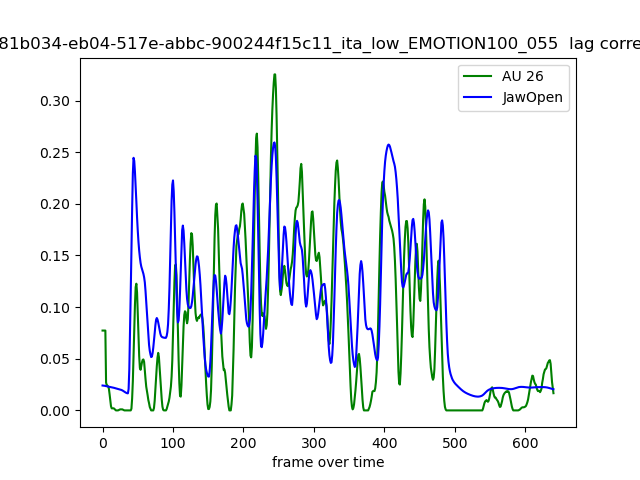 81b034-eb04-517e-abbc-900244f15c11_ita_low_EMOTION100_055  lag corre
AU 26
JawOpen
0.30
0.25
0.20
0.15
0.10
0.05
0.00
0 100 200 300 400 500 600
frame over time